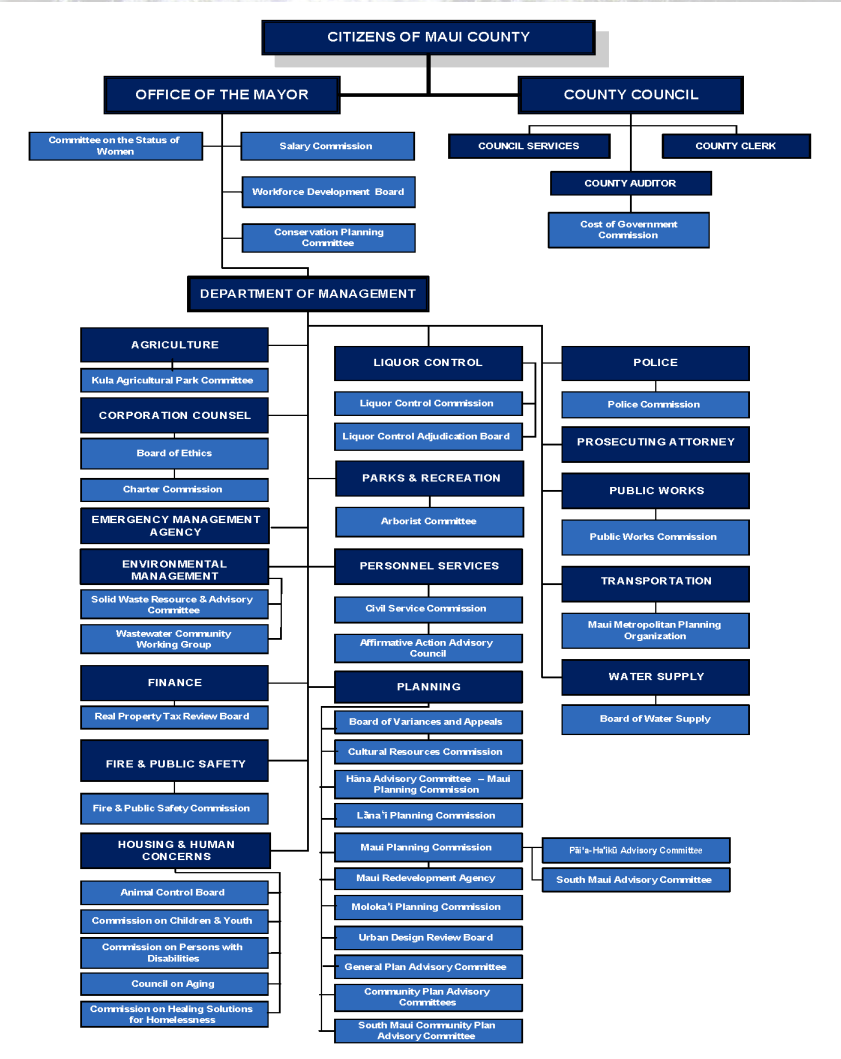 CITIZENS OF MAUI COUNTY
OFFICE OF THE MAYOR
COUNTY COUNCIL
Committee on the Status of
Women
Salary Commission
COUNCIL SERVICES
COUNTY CLERK
Workforce Development Board
COUNTY AUDITOR
Conservation Planning
Committee
Cost of Government
Commission
DEPARTMENT OF MANAGEMENT
AGRICULTURE
Kula Agricultural Park Committee
CORPORATION COUNSEL
Board of Ethics
Charter Commission
EMERGENCY MANAGEMENT
AGENCY
ENVIRONMENTAL
MANAGEMENT
Solid Waste Resource & Advisory
Committee
Wastewater Community
Working Group
FINANCE
Real Property Tax Review Board
FIRE & PUBLIC SAFETY
Fire & Public Safety Commission
HOUSING & HUMAN
CONCERNS
Animal Control Board
Commission on Children & Youth
Commission on Persons with
Disabilities
Council on Aging
Commission on Healing Solutions
for Homelessness
LIQUOR CONTROL
Liquor Control Commission
Liquor Control Adjudication Board
PARKS & RECREATION
Arborist Committee
PERSONNEL SERVICES
Civil Service Commission
Affirmative Action Advisory
Council
PLANNING
Board of Variances and Appeals
Cultural Resources Commission
Hāna Advisory Committee – Maui
Planning Commission
Lāna'i Planning Commission
Maui Planning Commission
Pāi'a-Ha'ikū Advisory Committee
South Maui Advisory Committee
Maui Redevelopment Agency
Moloka'i Planning Commission
Urban Design Review Board
General Plan Advisory Committee
Community Plan Advisory
Committees
South Maui Community Plan
Advisory Committee
POLICE
Police Commission
PROSECUTING ATTORNEY
PUBLIC WORKS
Public Works Commission
TRANSPORTATION
Maui Metropolitan Planning
Organization
WATER SUPPLY
Board of Water Supply